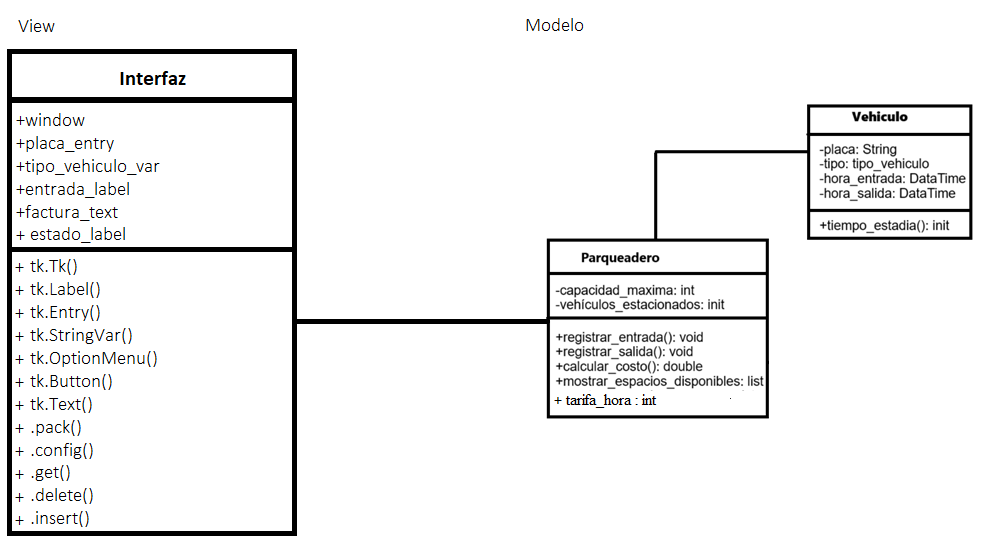 View
Modelo
Interfaz
+window
+placa_entry
+tipo_vehiculo_var
+entrada_label
+factura_text
+ estado_label
+ tk.Tk()
+ tk.Label()
+ tk.Entry()
+ tk.StringVar()
+ tk.OptionMenu()
+ tk.Button()
+ tk.Text()
+ .pack()
+ .config()
+ .get()
+ .delete()
+ .insert()
Parqueadero
-capacidad_maxima: int
-vehículos_estacionados: init
+registrar_entrada(): void
+registrar_salida(): void
+calcular_costo(): double
+mostrar_espacios_disponibles: list
+ tarifa_hora : int
Vehiculo
-placa: String
-tipo: tipo_vehiculo
-hora_entrada: DataTime
-hora_salida: DataTime
+tiempo_estadia(): init